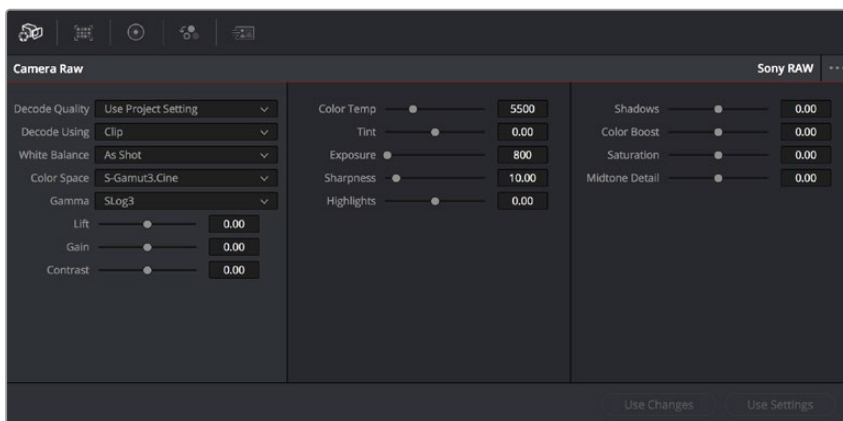 Camera Raw
Sony RAW
Decode Quality Use Project Setting
Decode Using Clip
White Balance As Shot
Color Space S-Gamut3.Cine
Gamma SLog3
Lift 0.00
Gain 0.00
Contrast 0.00
Color Temp 5500
Tint 0.00
Exposure 800
Sharpness 10.00
Highlights 0.00
Shadows 0.00
Color Boost 0.00
Saturation 0.00
Midtone Detail 0.00
Use Changes
Use Settings